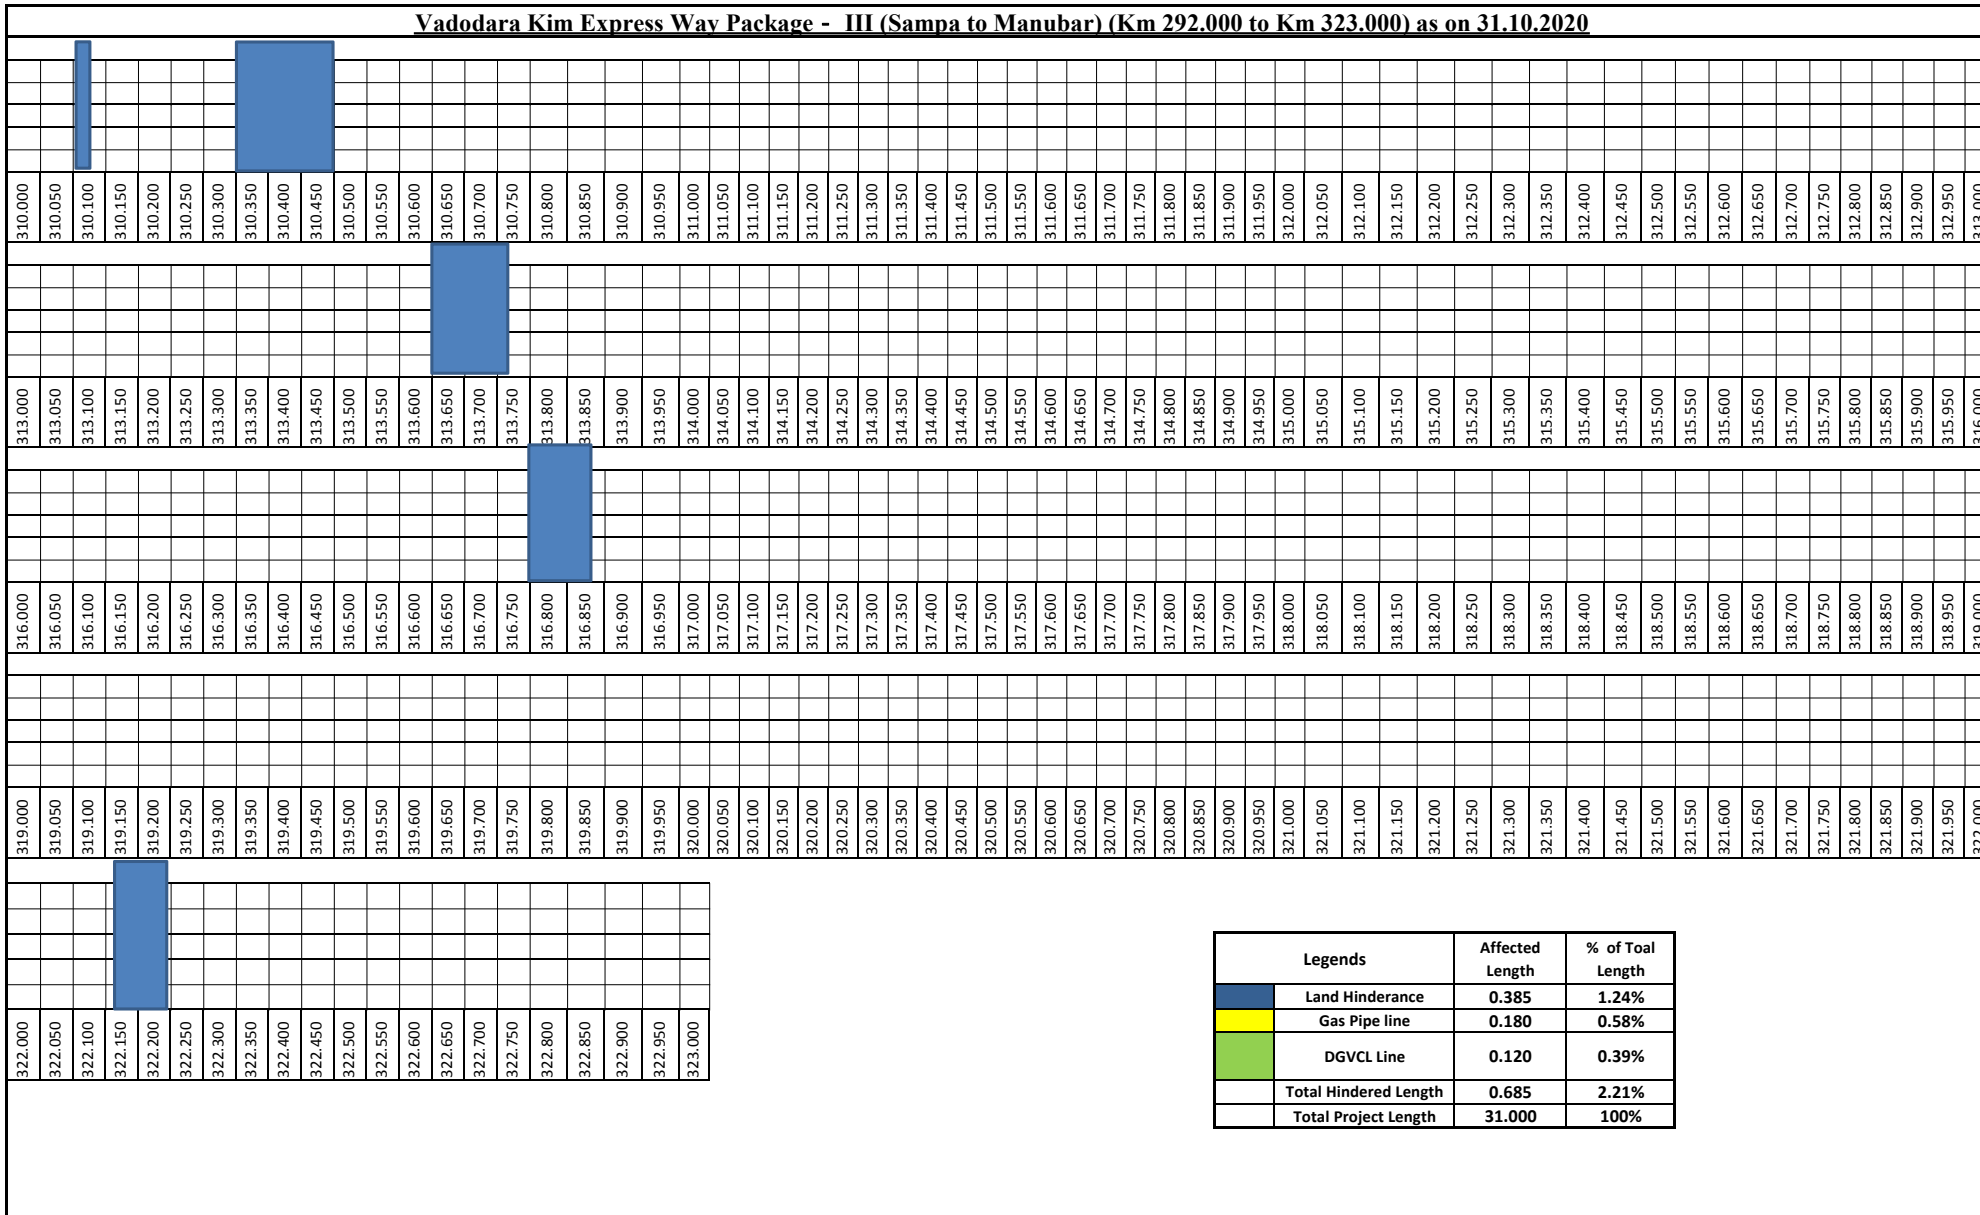 Vadodara Kim Express Way Package - III (Sampa to Manubar) (Km 292.000 to Km 323.000) as on 31.10.2020
310.000 310.050 310.100 310.150 310.200 310.250 310.300 310.350 310.400 310.450 310.500 310.550 310.600 310.650 310.700 310.750 310.800 310.850 310.900 310.950 311.000 311.050 311.100 311.150 311.200 311.250 311.300 311.350 311.400 311.450 311.500 311.550 311.600 311.650 311.700 311.750 311.800 311.850 311.900 311.950 312.000 312.050 312.100 312.150 312.200 312.250 312.300 312.350 312.400 312.450 312.500 312.550 312.600 312.650 312.700 312.750 312.800 312.850 312.900 312.950 313.000
313.000 313.050 313.100 313.150 313.200 313.250 313.300 313.350 313.400 313.450 313.500 313.550 313.600 313.650 313.700 313.750 313.800 313.850 313.900 313.950 314.000 314.050 314.100 314.150 314.200 314.250 314.300 314.350 314.400 314.450 314.500 314.550 314.600 314.650 314.700 314.750 314.800 314.850 314.900 314.950 315.000 315.050 315.100 315.150 315.200 315.250 315.300 315.350 315.400 315.450 315.500 315.550 315.600 315.650 315.700 315.750 315.800 315.850 315.900 315.950 316.000
316.000 316.050 316.100 316.150 316.200 316.250 316.300 316.350 316.400 316.450 316.500 316.550 316.600 316.650 316.700 316.750 316.800 316.850 316.900 316.950 317.000 317.050 317.100 317.150 317.200 317.250 317.300 317.350 317.400 317.450 317.500 317.550 317.600 317.650 317.700 317.750 317.800 317.850 317.900 317.950 318.000 318.050 318.100 318.150 318.200 318.250 318.300 318.350 318.400 318.450 318.500 318.550 318.600 318.650 318.700 318.750 318.800 318.850 318.900 318.950 319.000
319.000 319.050 319.100 319.150 319.200 319.250 319.300 319.350 319.400 319.450 319.500 319.550 319.600 319.650 319.700 319.750 319.800 319.850 319.900 319.950 320.000 320.050 320.100 320.150 320.200 320.250 320.300 320.350 320.400 320.450 320.500 320.550 320.600 320.650 320.700 320.750 320.800 320.850 320.900 320.950 321.000 321.050 321.100 321.150 321.200 321.250 321.300 321.350 321.400 321.450 321.500 321.550 321.600 321.650 321.700 321.750 321.800 321.850 321.900 321.950 322.000
322.000 322.050 322.100 322.150 322.200 322.250 322.300 322.350 322.400 322.450 322.500 322.550 322.600 322.650 322.700 322.750 322.800 322.850 322.900 322.950 323.000
Legends Affected Length % of Toal Length
Land Hinderance 0.385 1.24%
Gas Pipe line 0.180 0.58%
DGVCL Line 0.120 0.39%
Total Hindered Length 0.685 2.21%
Total Project Length 31.000 100%